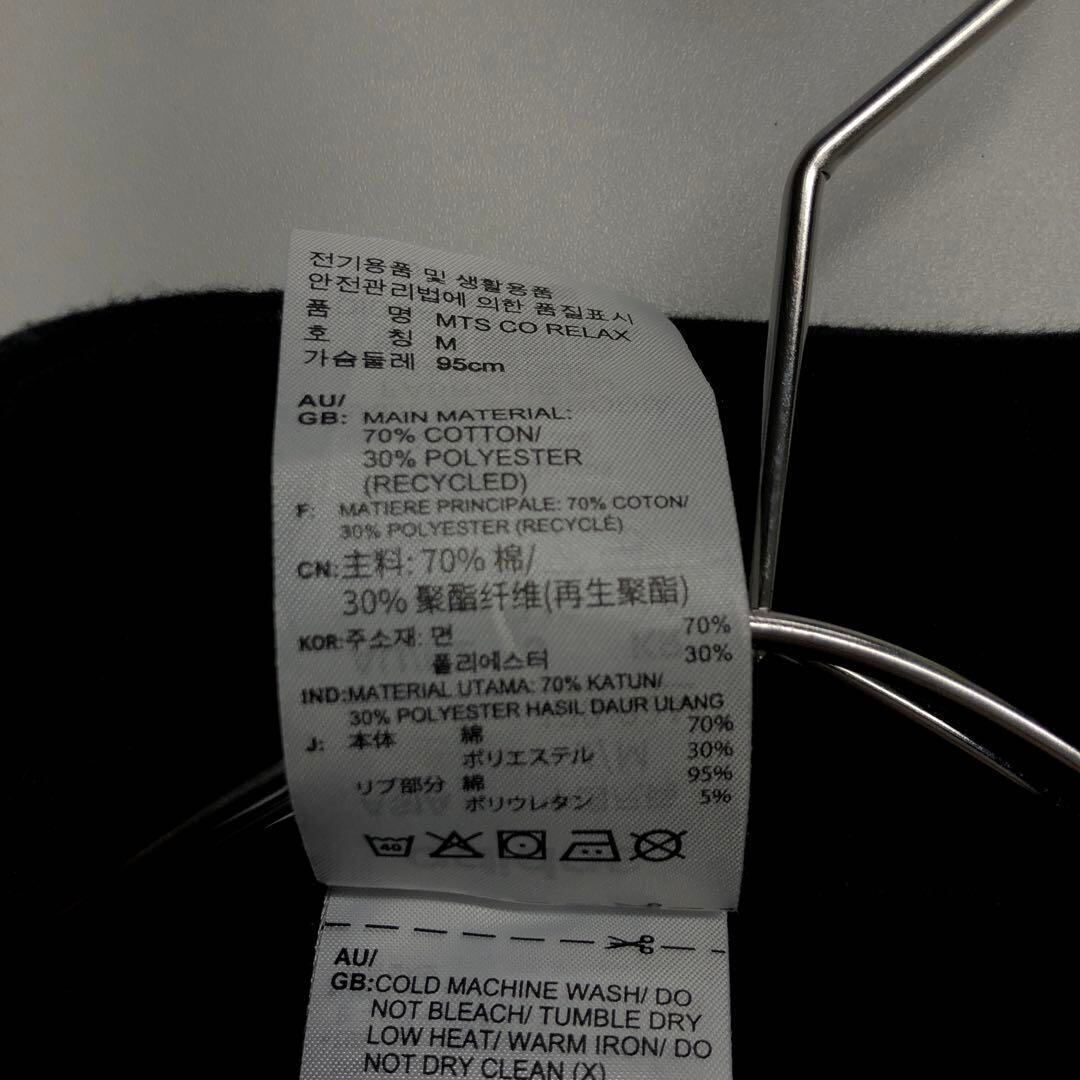 전기용품 및 생활용품
안전관리법에 의한 품질표시
품 명 MTS CO RELAX
호 칭 M
가슴둘레 95cm
AU/
GB: MAIN MATERIAL:
70% COTTON/
30% POLYESTER
(RECYCLED)
F: MATIERE PRINCIPALE: 70% COTON/
30% POLYESTER (RECYCLÉ)
CN: 主料: 70% 棉/
30% 聚酯纤维(再生聚酯)
KOR: 주소재: 면 70%
폴리에스터 30%
IND: MATERIAL UTAMA: 70% KATUN/
30% POLYESTER HASIL DAUR ULANG
J: 本体 綿 70%
ポリエステル 30%
リブ部分 綿 95%
ポリウレタン 5%
40
AU/
GB: COLD MACHINE WASH/ DO
NOT BLEACH/ TUMBLE DRY
LOW HEAT/ WARM IRON/ DO
NOT DRY CLEAN (X)